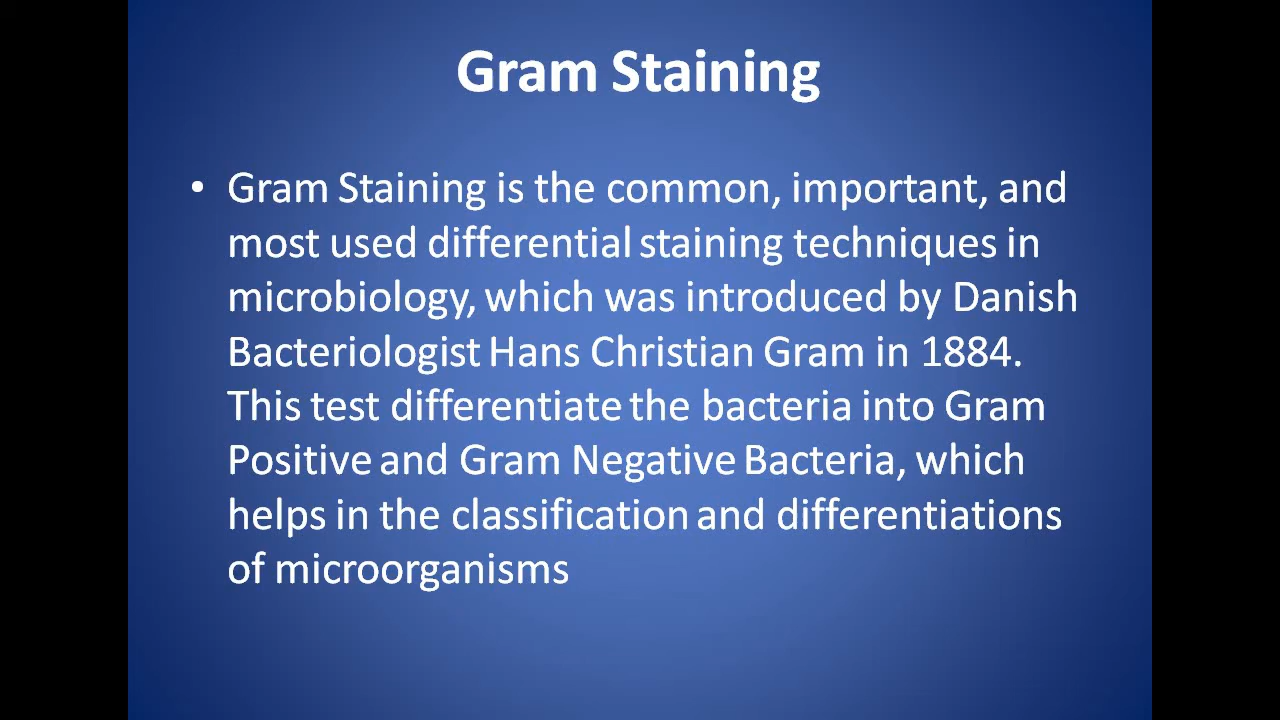 Gram Staining
• Gram Staining is the common, important, and
most used differential staining techniques in
microbiology, which was introduced by Danish
Bacteriologist Hans Christian Gram in 1884.
This test differentiate the bacteria into Gram
Positive and Gram Negative Bacteria, which
helps in the classification and differentiations
of microorganisms